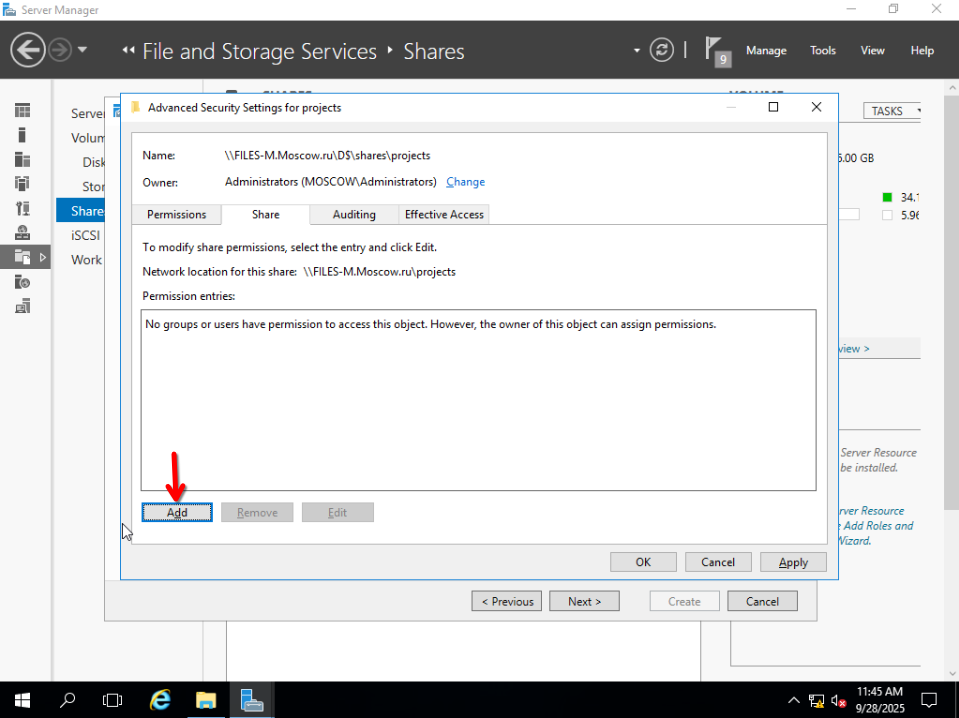 Server Manager
File and Storage Services
Shares
9
Manage
Tools
View
Help
TASKS
Server
Volum
Disk
Stor
Share
iSCSI
Work
Advanced Security Settings for projects
Name:
\\FILES-M.Moscow.ru\D$\shares\projects
Owner:
Administrators (MOSCOW\Administrators)
Change
Permissions
Share
Auditing
Effective Access
To modify share permissions, select the entry and click Edit.
Network location for this share: \\FILES-M.Moscow.ru\projects
Permission entries:
No groups or users have permission to access this object. However, the owner of this object can assign permissions.
Add
Remove
Edit
OK
Cancel
Apply
5.00 GB
34.1
5.96
view >
Server Resource
be installed.
rver Resource
Add Roles and
Wizard.
< Previous
Next >
Create
Cancel
11:45 AM
9/28/2025